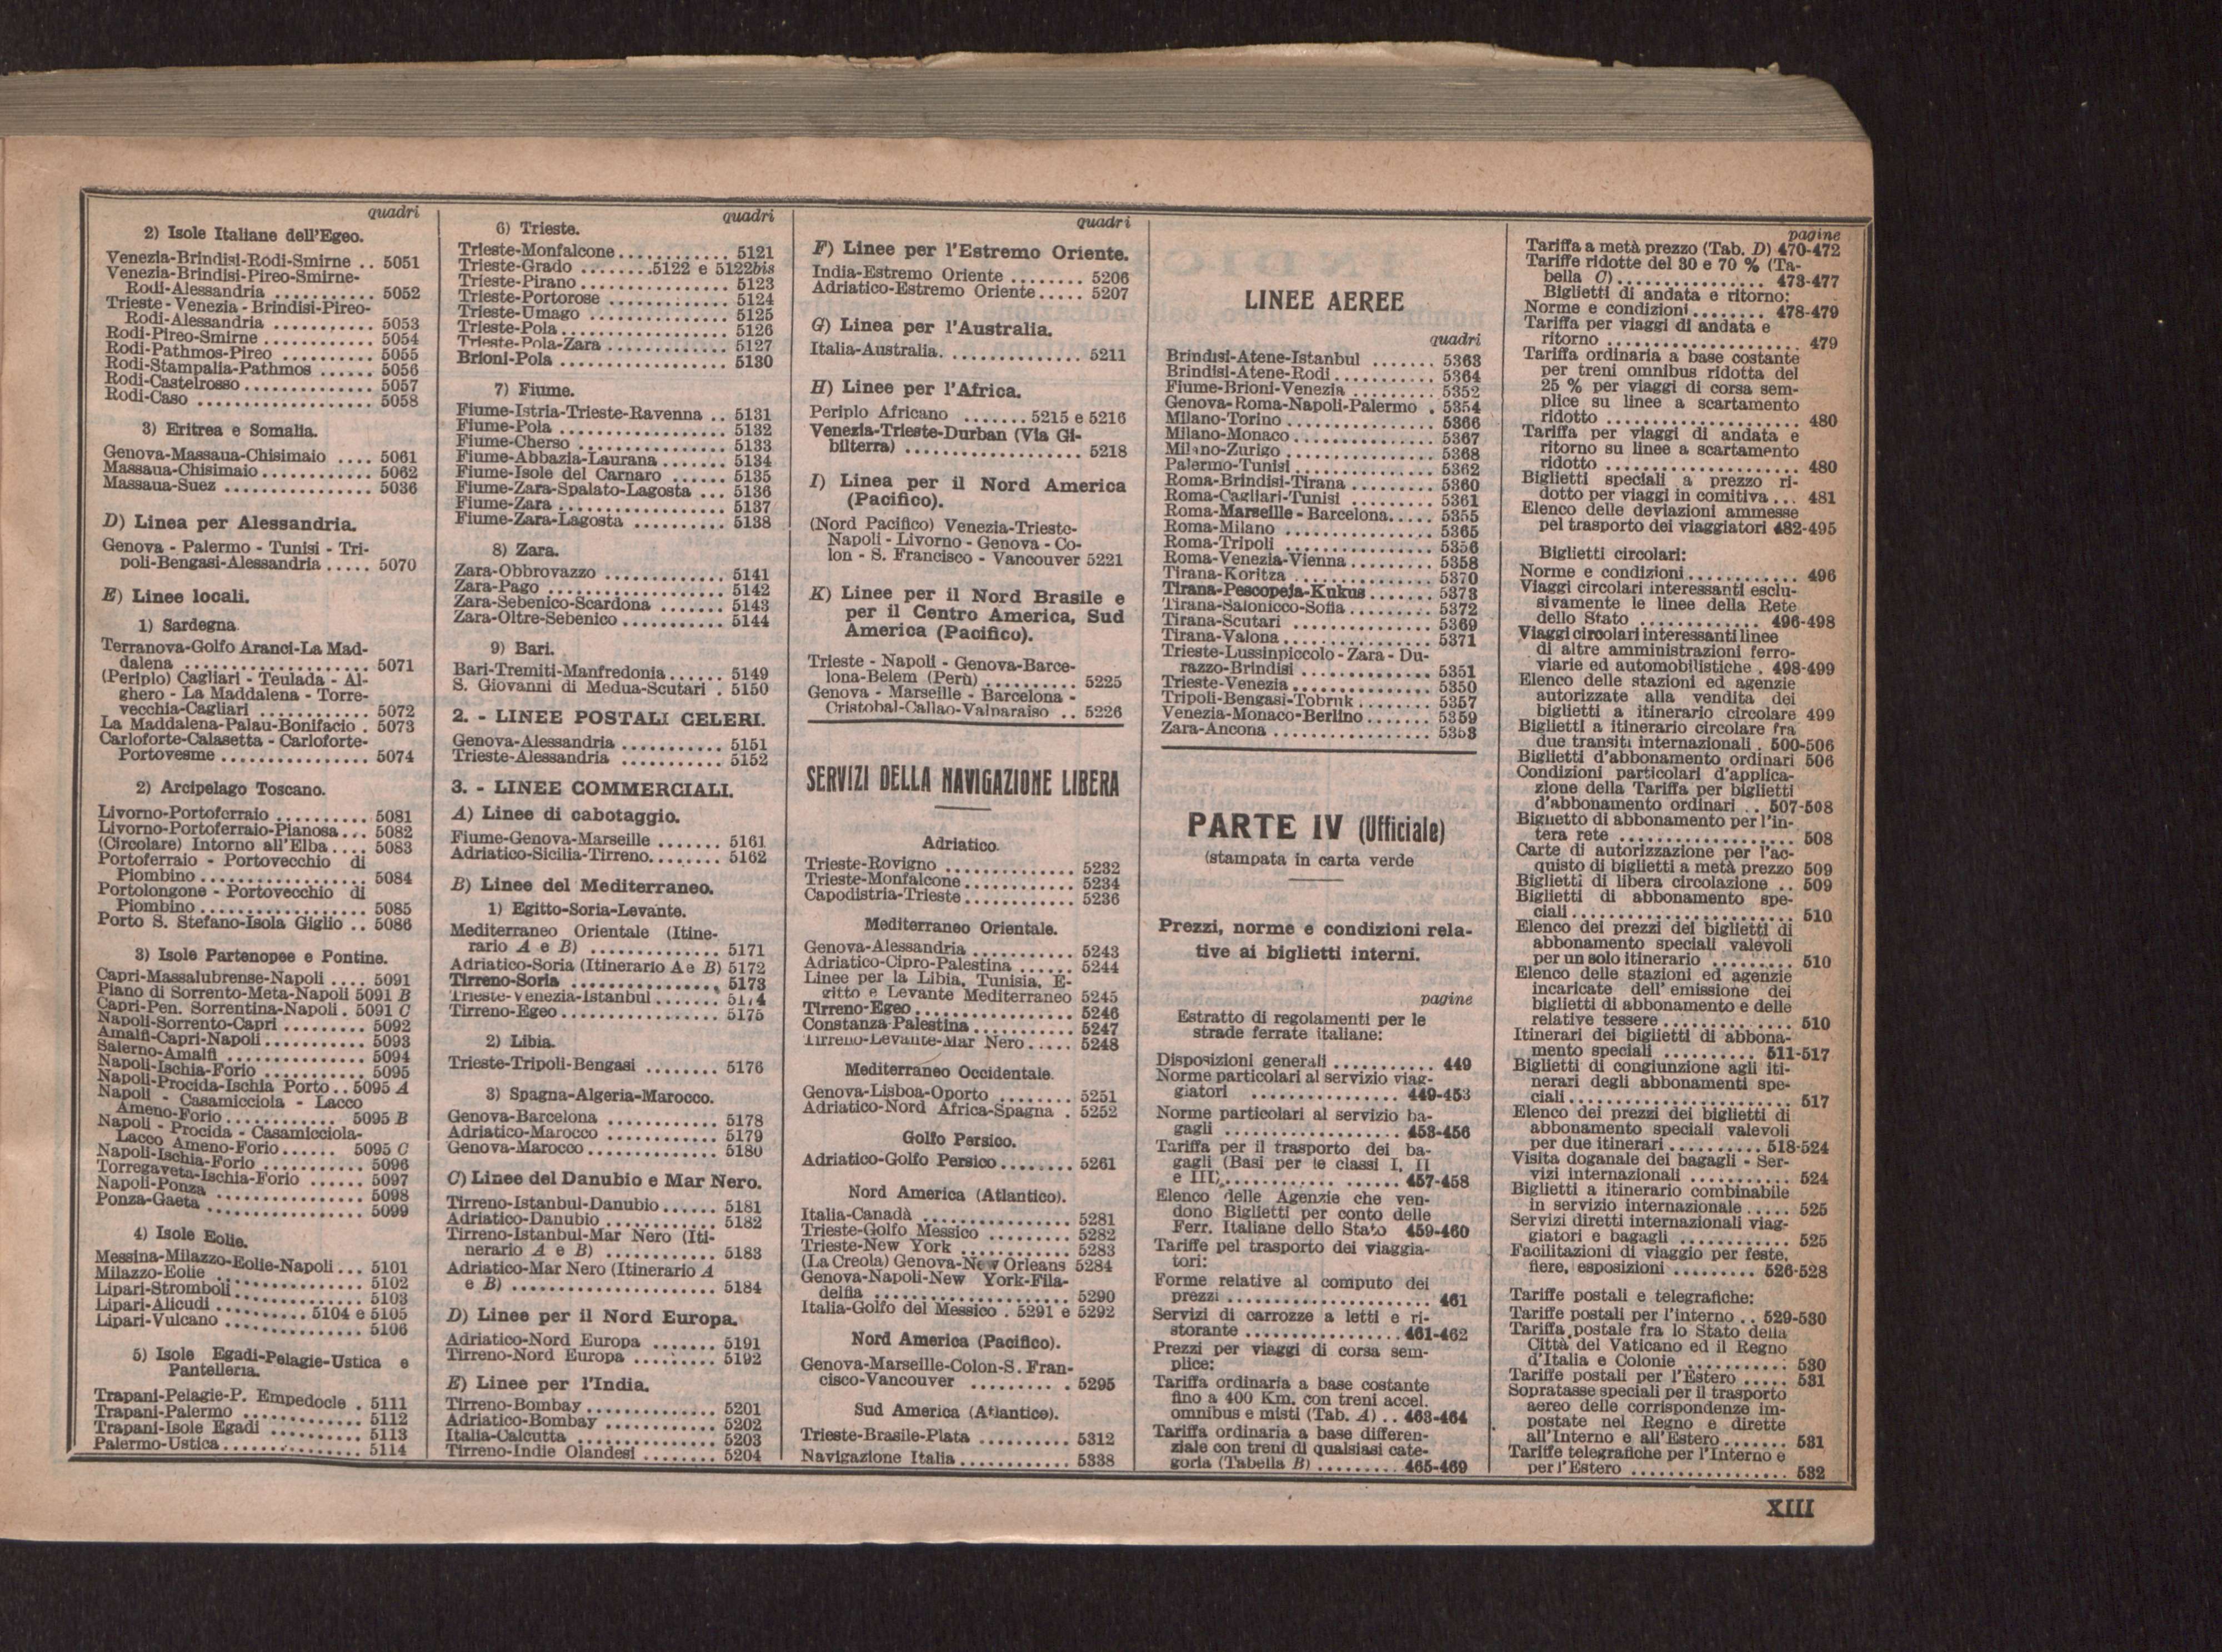 quadri
2) Isole Italiane dell'Egeo.
Venezia-Brindisi-Rodi-Smirne .. 5051
Venezia-Brindisi-Pireo-Smirne-
Rodi-Alessandria ........... 5052
Trieste - Venezia - Brindisi-Pireo-
Rodi-Alessandria ........... 5053
Rodi-Pireo-Smirne ............ 5054
Rodi-Pathmos-Pireo .......... 5055
Rodi-Stampalia-Pathmos ...... 5056
Rodi-Castelrosso .............. 5057
Rodi-Caso ................... 5058
3) Eritrea e Somalia.
Genova-Massaua-Chisimaio .... 5061
Massaua-Chisimaio ............ 5062
Massaua-Suez ................ 5036
D) Linea per Alessandria.
Genova - Palermo - Tunisi - Tri-
poli-Bengasi-Alessandria ..... 5070
E) Linee locali.
1) Sardegna
Terranova-Golfo Aranci-La Mad-
dalena .................... 5071
(Periplo) Cagliari - Teulada - Al-
ghero - La Maddalena - Torre-
vecchia-Cagliari ............ 5072
La Maddalena-Palau-Bonifacio . 5073
Carloforte-Calasetta - Carloforte-
Portovesme ................ 5074
2) Arcipelago Toscano.
Livorno-Portoferraio .......... 5081
Livorno-Portoferraio-Pianosa ... 5082
(Circolare) Intorno all'Elba .... 5083
Portoferraio - Portovecchio di
Piombino .................. 5084
Portolongone - Portovecchio di
Piombino .................. 5085
Porto S. Stefano-Isola Giglio .. 5086
3) Isole Partenopee e Pontine.
Capri-Massalubrense-Napoli .... 5091
Piano di Sorrento-Meta-Napoli 5091 B
Capri-Pen. Sorrentina-Napoli . 5091 C
Napoli-Sorrento-Capri ......... 5092
Amalfi-Capri-Napoli ........... 5093
Salerno-Amalfi ............... 5094
Napoli-Ischia-Forio ........... 5095
Napoli-Procida-Ischia Porto .. 5095 A
Napoli - Casamicciola - Lacco
Ameno-Forio ............ 5095 B
Napoli - Procida - Casamicciola-
Lacco Ameno-Forio ...... 5095 C
Napoli-Ischia-Forio ........... 5096
Torregaveta-Ischia-Forio ...... 5097
Napoli-Ponza ................ 5098
Ponza-Gaeta ................. 5099
4) Isole Eolie.
Messina-Milazzo-Eolie-Napoli ... 5101
Milazzo-Eolie ................ 5102
Lipari-Stromboli .............. 5103
Lipari-Alicudi ......... 5104 e 5105
Lipari-Vulcano ............... 5106
5) Isole Egadi-Pelagie-Ustica e
Pantelleria.
Trapani-Pelagie-P. Empedocle . 5111
Trapani-Palermo ............. 5112
Trapani-Isole Egadi .......... 5113
Palermo-Ustica ............... 5114
quadri
6) Trieste.
Trieste-Monfalcone ............ 5121
Trieste-Grado ........ 5122 e 5122bis
Trieste-Pirano ................ 5123
Trieste-Portorose ............. 5124
Trieste-Umago ............... 5125
Trieste-Pola .................. 5126
Trieste-Pola-Zara ............. 5127
Brioni-Pola .................. 5130
7) Fiume.
Fiume-Istria-Trieste-Ravenna .. 5131
Fiume-Pola .................. 5132
Fiume-Cherso ................ 5133
Fiume-Abbazia-Laurana ....... 5134
Fiume-Isole del Carnaro ...... 5135
Fiume-Zara-Spalato-Lagosta ... 5136
Fiume-Zara .................. 5137
Fiume-Zara-Lagosta .......... 5138
8) Zara.
Zara-Obbrovazzo ............. 5141
Zara-Pago ................... 5142
Zara-Sebenico-Scardona ....... 5143
Zara-Oltre-Sebenico ........... 5144
9) Bari.
Bari-Tremiti-Manfredonia ...... 5149
S. Giovanni di Medua-Scutari . 5150
2. - LINEE POSTALI CELERI.
Genova-Alessandria ........... 5151
Trieste-Alessandria ........... 5152
3. - LINEE COMMERCIALI.
A) Linee di cabotaggio.
Fiume-Genova-Marseille ....... 5161
Adriatico-Sicilia-Tirreno........ 5162
B) Linee del Mediterraneo.
1) Egitto-Soria-Levante.
Mediterraneo Orientale (Itine-
rario A e B) .............. 5171
Adriatico-Soria (Itinerario A e B) 5172
Tirreno-Soria ................ 5173
Trieste-Venezia-Istanbul ....... 5174
Tirreno-Egeo ................. 5175
2) Libia.
Trieste-Tripoli-Bengasi ........ 5176
3) Spagna-Algeria-Marocco.
Genova-Barcelona ............ 5178
Adriatico-Marocco ............ 5179
Genova-Marocco .............. 5180
C) Linee del Danubio e Mar Nero.
Tirreno-Istanbul-Danubio ...... 5181
Adriatico-Danubio ............ 5182
Tirreno-Istanbul-Mar Nero (Iti-
nerario A e B) ............ 5183
Adriatico-Mar Nero (Itinerario A
e B) ...................... 5184
D) Linee per il Nord Europa.
Adriatico-Nord Europa ....... 5191
Tirreno-Nord Europa ......... 5192
E) Linee per l'India.
Tirreno-Bombay .............. 5201
Adriatico-Bombay ............ 5202
Italia-Calcutta ............... 5203
Tirreno-Indie Olandesi ........ 5204
quadri
F) Linee per l'Estremo Oriente.
India-Estremo Oriente ........ 5206
Adriatico-Estremo Oriente ..... 5207
G) Linea per l'Australia.
Italia-Australia. .............. 5211
H) Linee per l'Africa.
Periplo Africano ....... 5215 e 5216
Venezia-Trieste-Durban (Via Gi-
bilterra) ................... 5218
I) Linea per il Nord America
(Pacifico).
(Nord Pacifico) Venezia-Trieste-
Napoli - Livorno - Genova - Co-
lon - S. Francisco - Vancouver 5221
K) Linee per il Nord Brasile e
per il Centro America, Sud
America (Pacifico).
Trieste - Napoli - Genova-Barce-
lona-Belem (Perù) .......... 5225
Genova - Marseille - Barcelona -
Cristobal-Callao-Valparaiso .. 5226
SERVIZI DELLA NAVIGAZIONE LIBERA
Adriatico.
Trieste-Rovigno .............. 5232
Trieste-Monfalcone ............ 5234
Capodistria-Trieste ............ 5236
Mediterraneo Orientale.
Genova-Alessandria ........... 5243
Adriatico-Cipro-Palestina ...... 5244
Linee per la Libia, Tunisia, E-
gitto e Levante Mediterraneo 5245
Tirreno-Egeo ................. 5246
Constanza-Palestina ........... 5247
Tirreno-Levante-Mar Nero ..... 5248
Mediterraneo Occidentale.
Genova-Lisboa-Oporto ........ 5251
Adriatico-Nord Africa-Spagna . 5252
Golfo Persico.
Adriatico-Golfo Persico ........ 5261
Nord America (Atlantico).
Italia-Canadà ................ 5281
Trieste-Golfo Messico ......... 5282
Trieste-New York ............ 5283
(La Creola) Genova-New Orleans 5284
Genova-Napoli-New York-Fila-
delfia ..................... 5290
Italia-Golfo del Messico . 5291 e 5292
Nord America (Pacifico).
Genova-Marseille-Colon-S. Fran-
cisco-Vancouver ......... 5295
Sud America (Atlantico).
Trieste-Brasile-Plata .......... 5312
Navigazione Italia ............ 5338
LINEE AEREE
quadri
Brindisi-Atene-Istanbul ....... 5363
Brindisi-Atene-Rodi ........... 5364
Fiume-Brioni-Venezia ......... 5352
Genova-Roma-Napoli-Palermo . 5354
Milano-Torino ................ 5366
Milano-Monaco ............... 5367
Milano-Zurigo ................ 5368
Palermo-Tunisi ............... 5362
Roma-Brindisi-Tirana ......... 5360
Roma-Cagliari-Tunisi ......... 5361
Roma-Marseille - Barcelona..... 5355
Roma-Milano ................ 5365
Roma-Tripoli ................ 5356
Roma-Venezia-Vienna ......... 5358
Tirana-Koritza ............... 5370
Tirana-Pescopeja-Kukus ....... 5373
Tirana-Salonicco-Sofia ......... 5372
Tirana-Scutari ............... 5369
Tirana-Valona ................ 5371
Trieste-Lussinpiccolo - Zara - Du-
razzo-Brindisi .............. 5351
Trieste-Venezia ............... 5350
Tripoli-Bengasi-Tobruk ........ 5357
Venezia-Monaco-Berlino ....... 5359
Zara-Ancona ................. 5353
PARTE IV (Ufficiale)
(stampata in carta verde
Prezzi, norme e condizioni rela-
tive ai biglietti interni.
pagine
Estratto di regolamenti per le
strade ferrate italiane:
Disposizioni generali ........... 449
Norme particolari al servizio viag-
giatori ................ 449-453
Norme particolari al servizio ba-
gagli ................... 453-456
Tariffa per il trasporto dei ba-
gagli (Basi per le classi I, II
e III)................... 457-458
Elenco delle Agenzie che ven-
dono Biglietti per conto delle
Ferr. Italiane dello Stato 459-460
Tariffe pel trasporto dei viaggia-
tori:
Forme relative al computo dei
prezzi ...................... 461
Servizi di carrozze a letti e ri-
storante ................. 461-462
Prezzi per viaggi di corsa sem-
plice:
Tariffa ordinaria a base costante
fino a 400 Km. con treni accel.
omnibus e misti (Tab. A) .. 463-464
Tariffa ordinaria a base differen-
ziale con treni di qualsiasi cate-
goria (Tabella B) ......... 465-469
pagine
Tariffa a metà prezzo (Tab. D) 470-472
Tariffe ridotte del 30 e 70 % (Ta-
bella C) ................ 473-477
Biglietti di andata e ritorno:
Norme e condizioni ........ 478-479
Tariffa per viaggi di andata e
ritorno ..................... 479
Tariffa ordinaria a base costante
per treni omnibus ridotta del
25 % per viaggi di corsa sem-
plice su linee a scartamento
ridotto ..................... 480
Tariffa per viaggi di andata e
ritorno su linee a scartamento
ridotto ..................... 480
Biglietti speciali a prezzo ri-
dotto per viaggi in comitiva ... 481
Elenco delle deviazioni ammesse
pel trasporto dei viaggiatori 482-495
Biglietti circolari:
Norme e condizioni ............ 496
Viaggi circolari interessanti esclu-
sivamente le linee della Rete
dello Stato ............. 496-498
Viaggi circolari interessanti linee
di altre amministrazioni ferro-
viarie ed automobilistiche . 498-499
Elenco delle stazioni ed agenzie
autorizzate alla vendita dei
biglietti a itinerario circolare 499
Biglietti a itinerario circolare fra
due transiti internazionali . 500-506
Biglietti d'abbonamento ordinari 506
Condizioni particolari d'applica-
zione della Tariffa per biglietti
d'abbonamento ordinari .. 507-508
Biglietto di abbonamento per l'in-
tera rete ................... 508
Carte di autorizzazione per l'ac-
quisto di biglietti a metà prezzo 509
Biglietti di libera circolazione .. 509
Biglietti di abbonamento spe-
ciali ........................ 510
Elenco dei prezzi dei biglietti di
abbonamento speciali valevoli
per un solo itinerario ........ 510
Elenco delle stazioni ed agenzie
incaricate dell'emissione dei
biglietti di abbonamento e delle
relative tessere .............. 510
Itinerari dei biglietti di abbona-
mento speciali .......... 511-517
Biglietti di congiunzione agli iti-
nerari degli abbonamenti spe-
ciali ........................ 517
Elenco dei prezzi dei biglietti di
abbonamento speciali valevoli
per due itinerari .......... 518-524
Visita doganale dei bagagli - Ser-
vizi internazionali ........... 524
Biglietti a itinerario combinabile
in servizio internazionale ..... 525
Servizi diretti internazionali viag-
giatori e bagagli ............ 525
Facilitazioni di viaggio per feste,
fiere, esposizioni ......... 526-528
Tariffe postali e telegrafiche:
Tariffe postali per l'interno .. 529-530
Tariffa postale fra lo Stato della
Città del Vaticano ed il Regno
d'Italia e Colonie ........... 530
Tariffe postali per l'Estero ..... 531
Sopratasse speciali per il trasporto
aereo delle corrispondenze im-
postate nel Regno e dirette
all'Interno e all'Estero ....... 531
Tariffe telegrafiche per l'Interno e
per l'Estero ................. 532
XIII